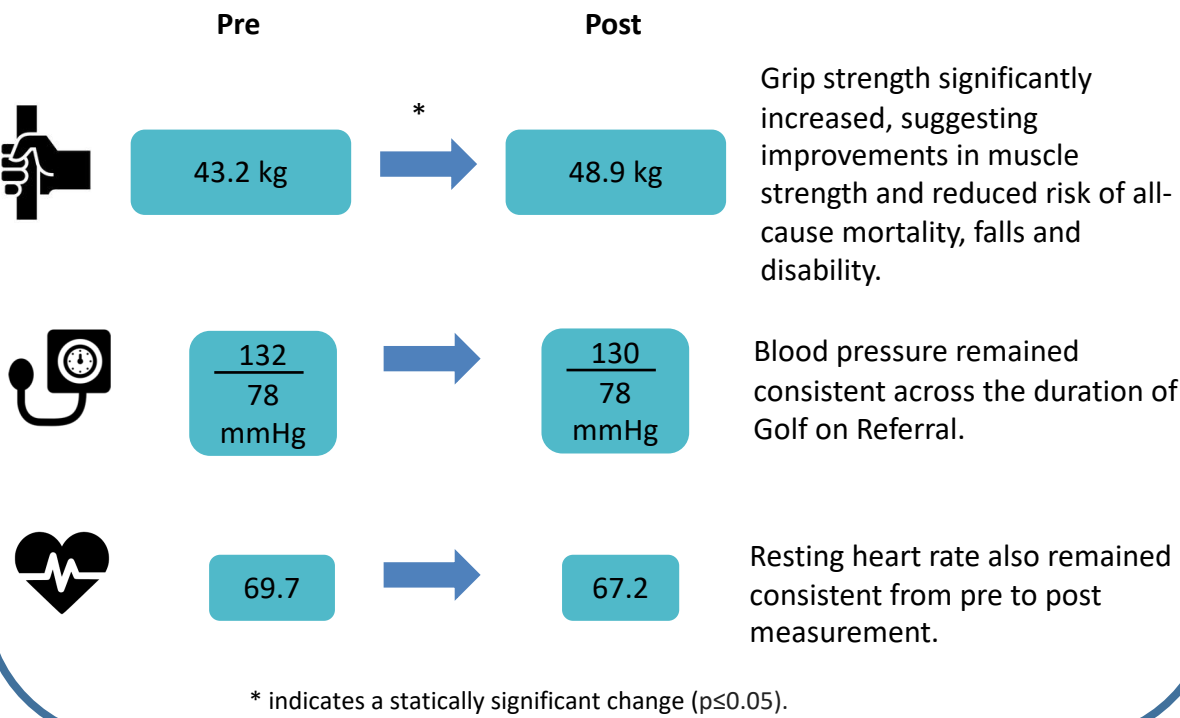 Pre
Post
*
43.2 kg
48.9 kg
Grip strength significantly
increased, suggesting
improvements in muscle
strength and reduced risk of all-
cause mortality, falls and
disability.
132
78
mmHg
130
78
mmHg
Blood pressure remained
consistent across the duration of
Golf on Referral.
69.7
67.2
Resting heart rate also remained
consistent from pre to post
measurement.
* indicates a statically significant change (p≤0.05).